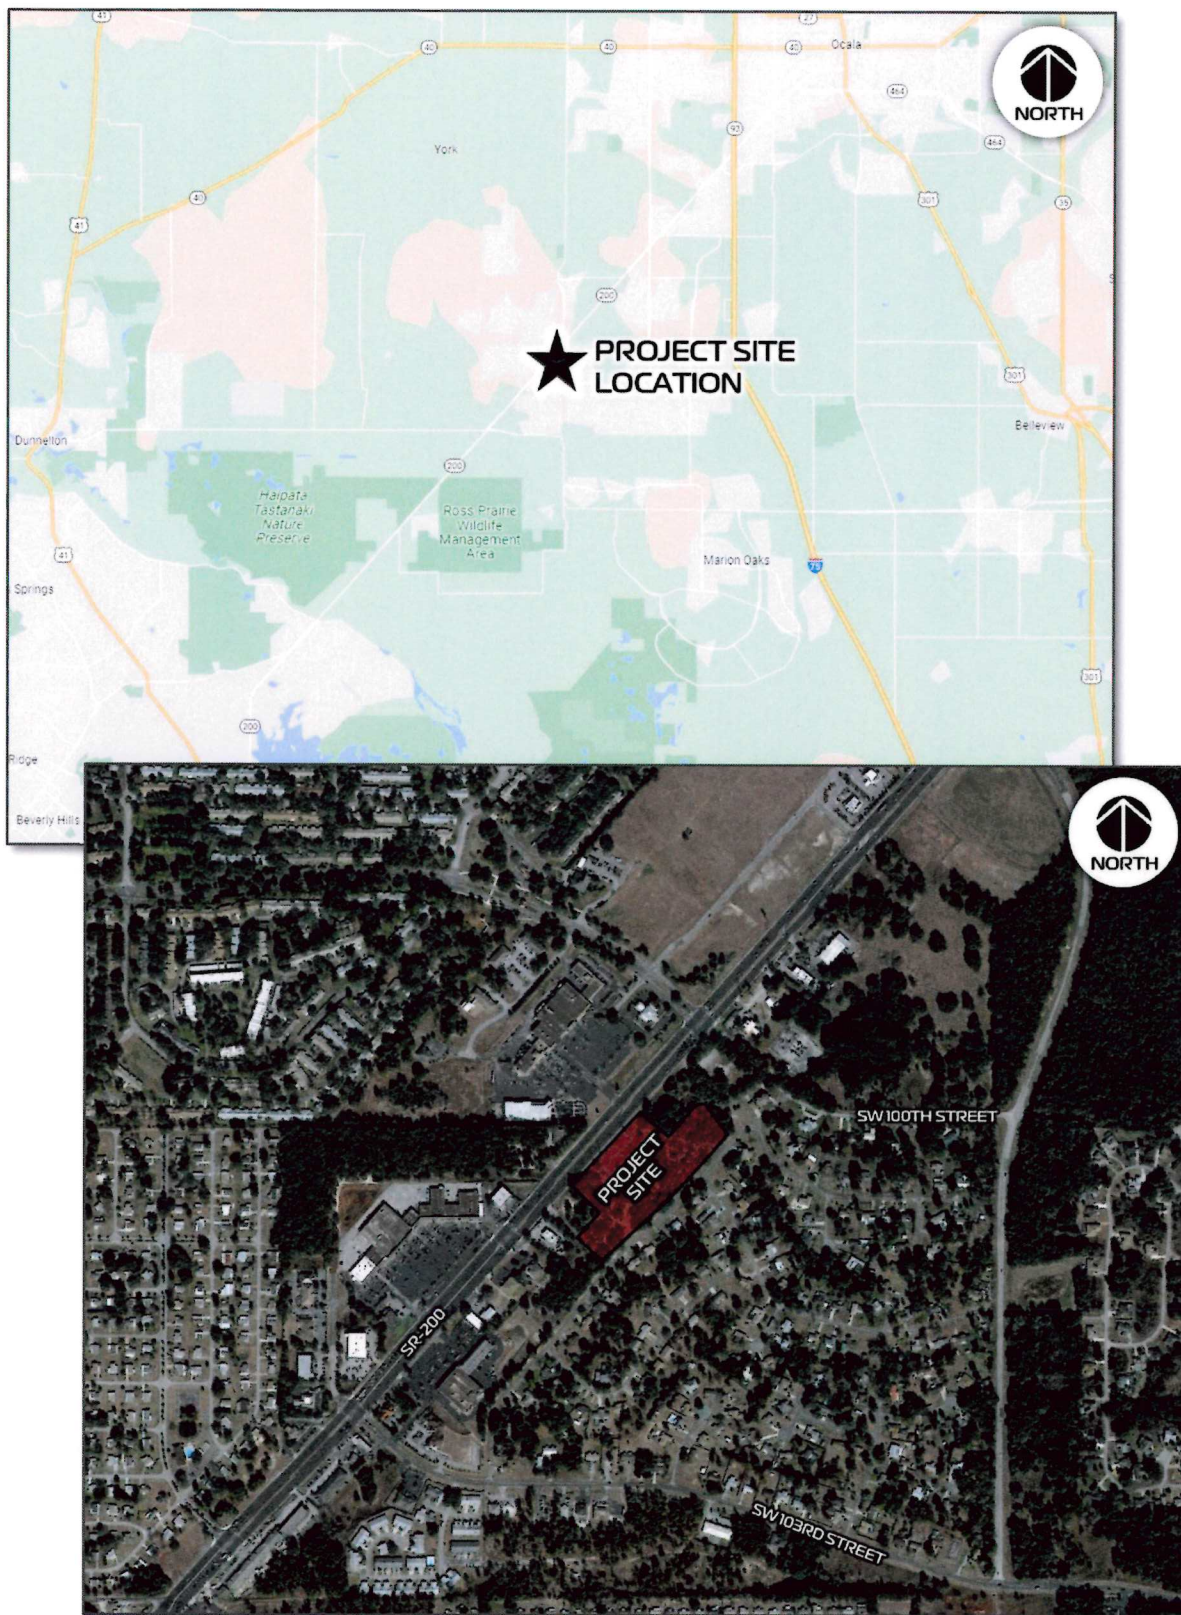 41
27
40
40
40
Ocala
NORTH
464
93
464
York
40
301
35
41
200
PROJECT SITE
LOCATION
301
Belleview
Dunnellon
200
Halpata
Tastanaki
Nature
Preserve
Ross Prairie
Wildlife
Management
Area
41
Marion Oaks
75
Springs
301
200
Ridge
Beverly Hills
NORTH
SW 100TH STREET
PROJECT
SITE
SR-200
SW 103RD STREET